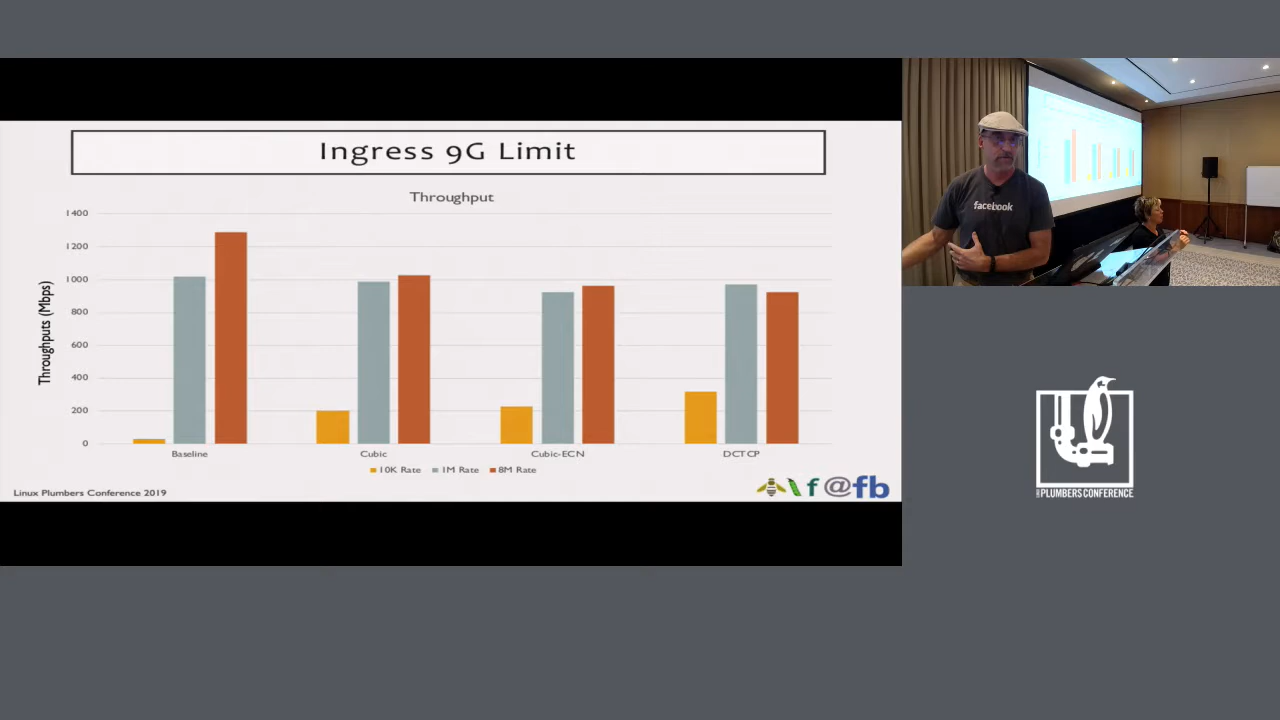 Ingress 9G Limit
Throughput
Throughputs (Mbps)
1400
1200
1000
800
600
400
200
0
Baseline
Cubic
Cubic-ECN
DCTCP
10K Rate
1M Rate
8M Rate
Linux Plumbers Conference 2019
f@fb
facebook
PLUMBERS CONFERENCE